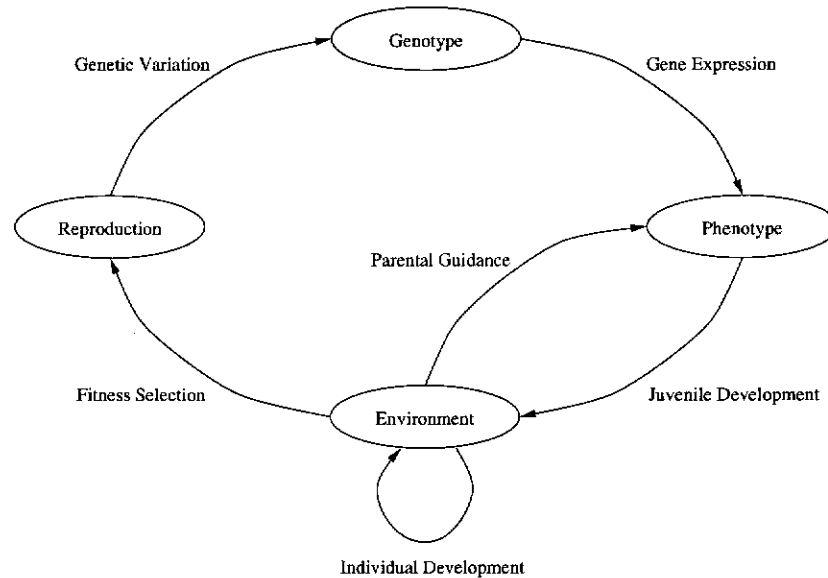 Genotype
Genetic Variation
Gene Expression
Reproduction
Phenotype
Parental Guidance
Fitness Selection
Environment
Juvenile Development
Individual Development